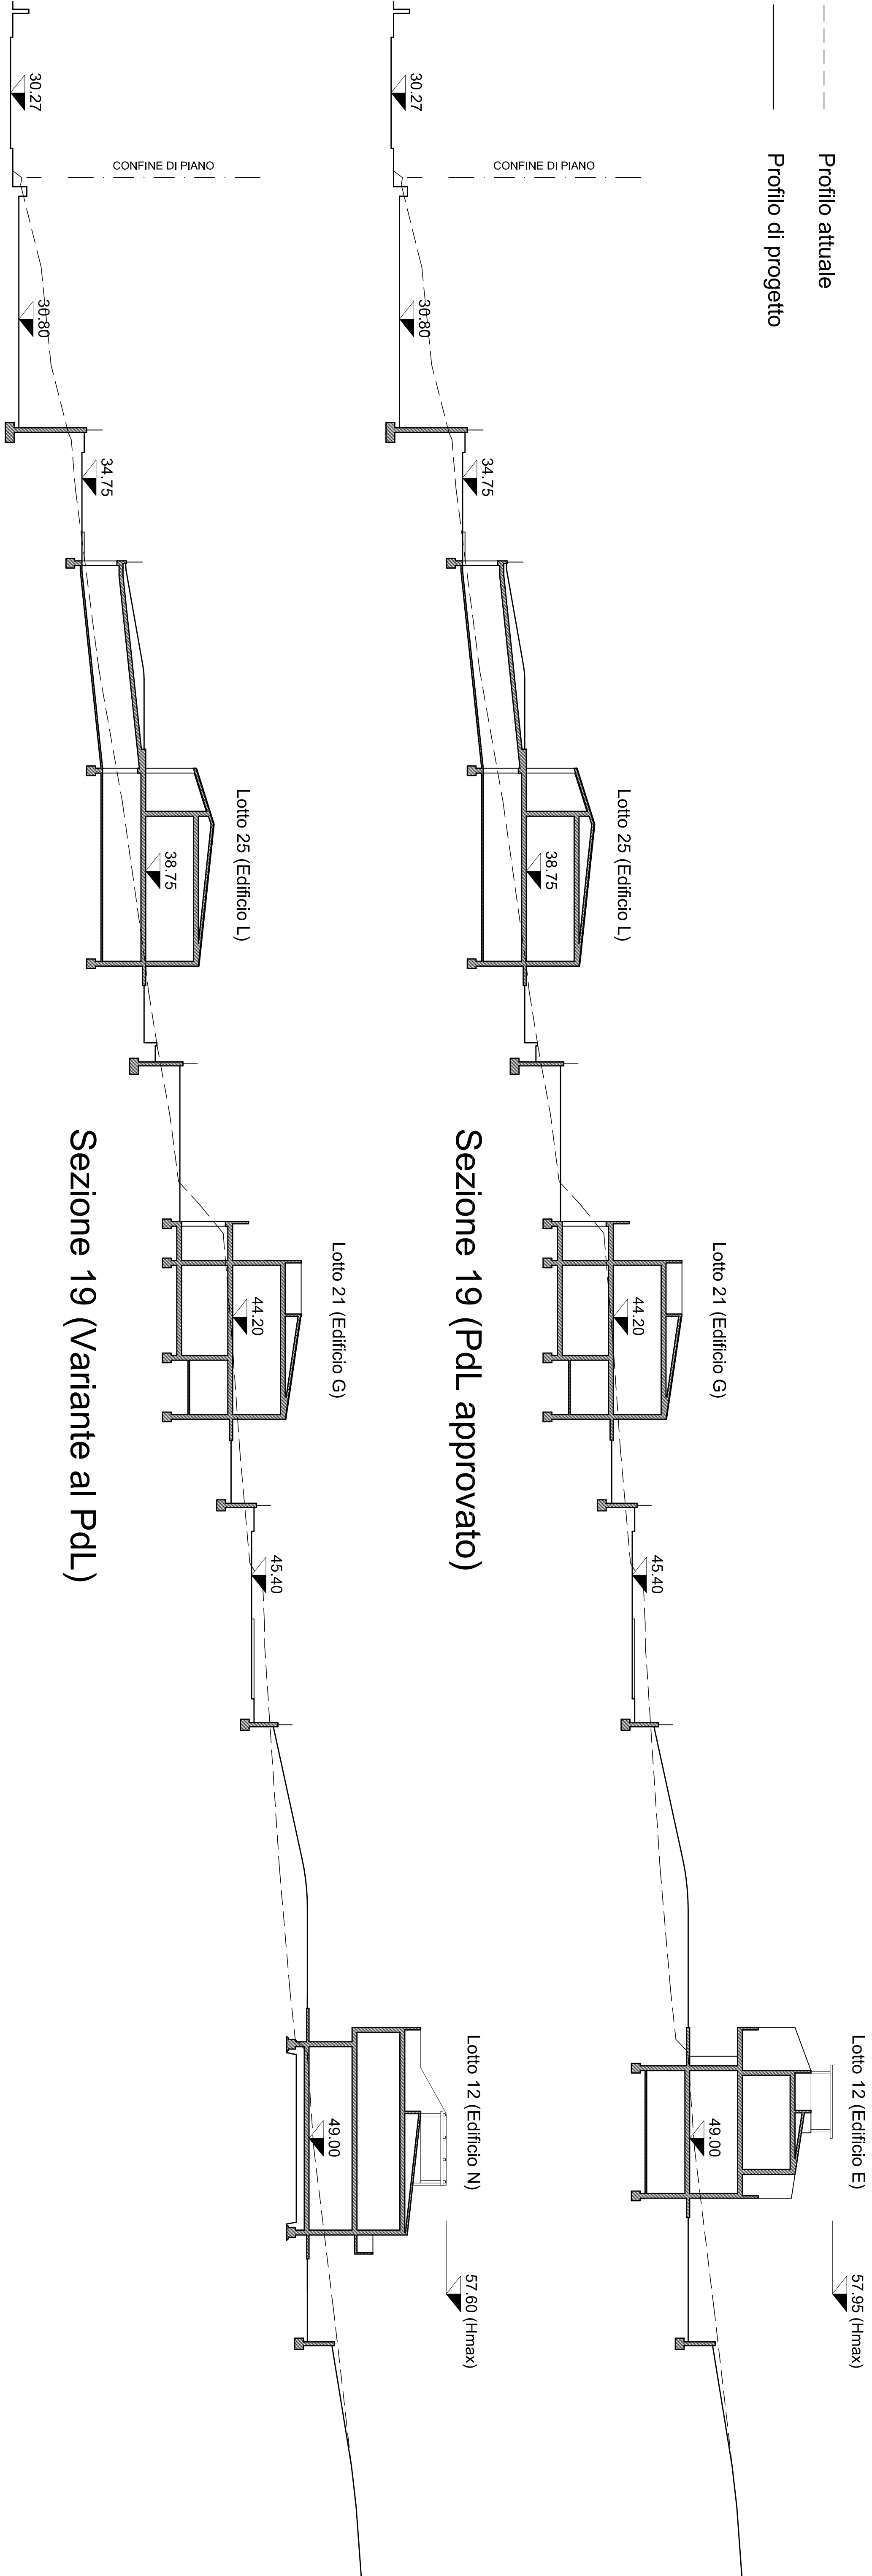 Profilo attuale
Profilo di progetto
Lotto 12 (Edificio E)
57.95 (Hmax)
Lotto 21 (Edificio G)
Lotto 25 (Edificio L)
CONFINE DI PIANO
30.27
30.80
34.75
38.75
44.20
45.40
49.00
Sezione 19 (PdL approvato)
Lotto 12 (Edificio N)
57.60 (Hmax)
Lotto 21 (Edificio G)
Lotto 25 (Edificio L)
CONFINE DI PIANO
30.27
30.80
34.75
38.75
44.20
45.40
49.00
Sezione 19 (Variante al PdL)